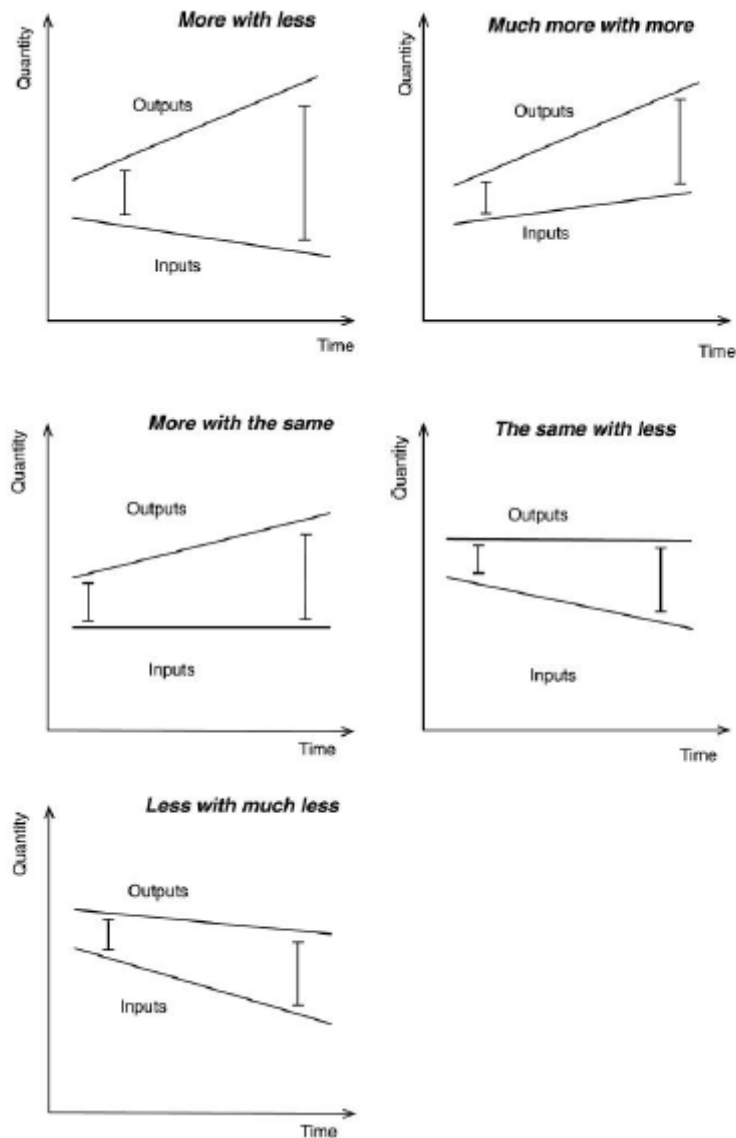 More with less
Quantity
Outputs
Inputs
Time
Much more with more
Quantity
Outputs
Inputs
Time
More with the same
Quantity
Outputs
Inputs
Time
The same with less
Quantity
Outputs
Inputs
Time
Less with much less
Quantity
Outputs
Inputs
Time